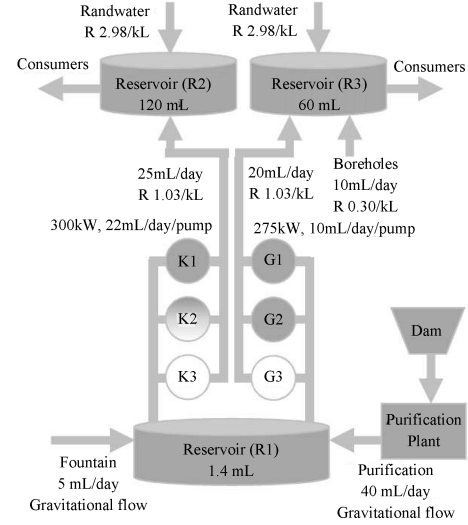 Randwater
R 2.98/kL
Randwater
R 2.98/kL
Consumers
Reservoir (R2)
120 mL
Reservoir (R3)
60 mL
Consumers
25mL/day
R 1.03/kL
20mL/day
R 1.03/kL
Boreholes
10mL/day
R 0.30/kL
300kW, 22mL/day/pump
275kW, 10mL/day/pump
K1
G1
K2
G2
K3
G3
Dam
Purification
Plant
Reservoir (R1)
1.4 mL
Fountain
5 mL/day
Gravitational flow
Purification
40 mL/day
Gravitational flow